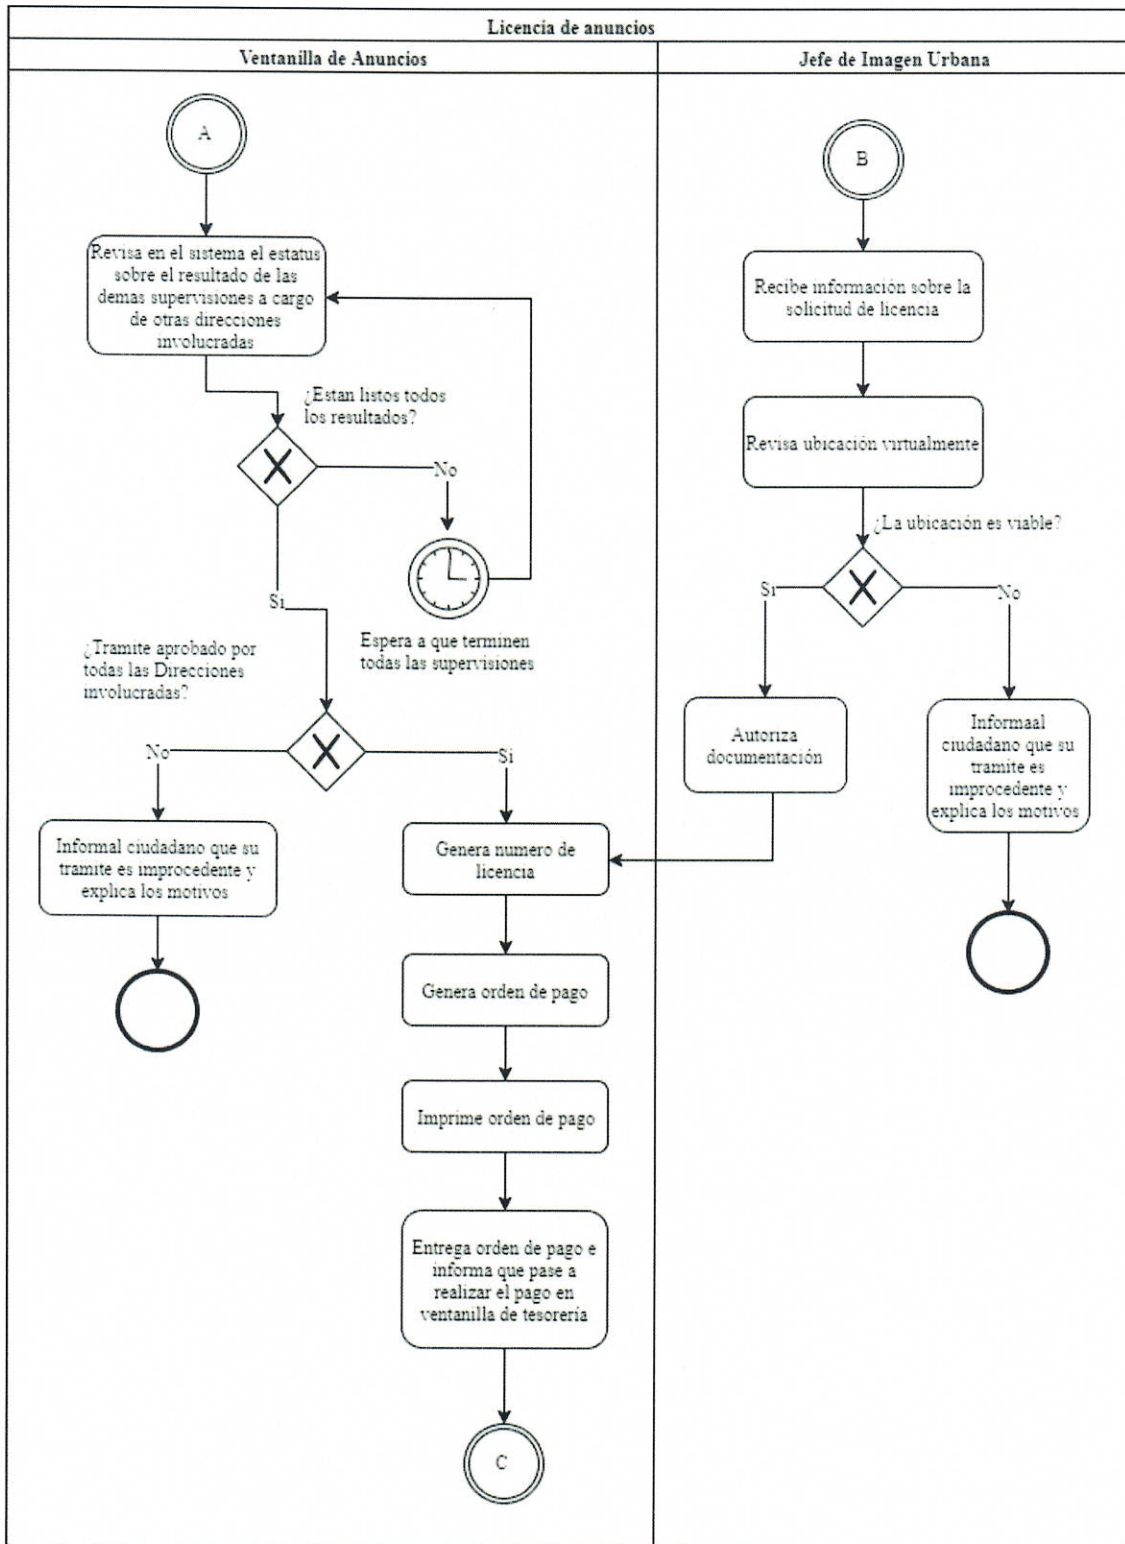 Licencia de anuncios
Ventanilla de Anuncios
Jefe de Imagen Urbana
A
Revisa en el sistema el estatus
sobre el resultado de las
demas supervisiones a cargo
de otras direcciones
involucradas
¿Estan listos todos
los resultados?
No
Si
Espera a que terminen
todas las supervisiones
¿Tramite aprobado por
todas las Direcciones
involucradas?
No
Si
Informal ciudadano que su
tramite es improcedente y
explica los motivos
Genera numero de
licencia
Genera orden de pago
Imprime orden de pago
Entrega orden de pago e
informa que pase a
realizar el pago en
ventanilla de tesorería
C
B
Recibe información sobre la
solicitud de licencia
Revisa ubicación virtualmente
¿La ubicación es viable?
Si
No
Autoriza
documentación
Informaal
ciudadano que su
tramite es
improcedente y
explica los motivos